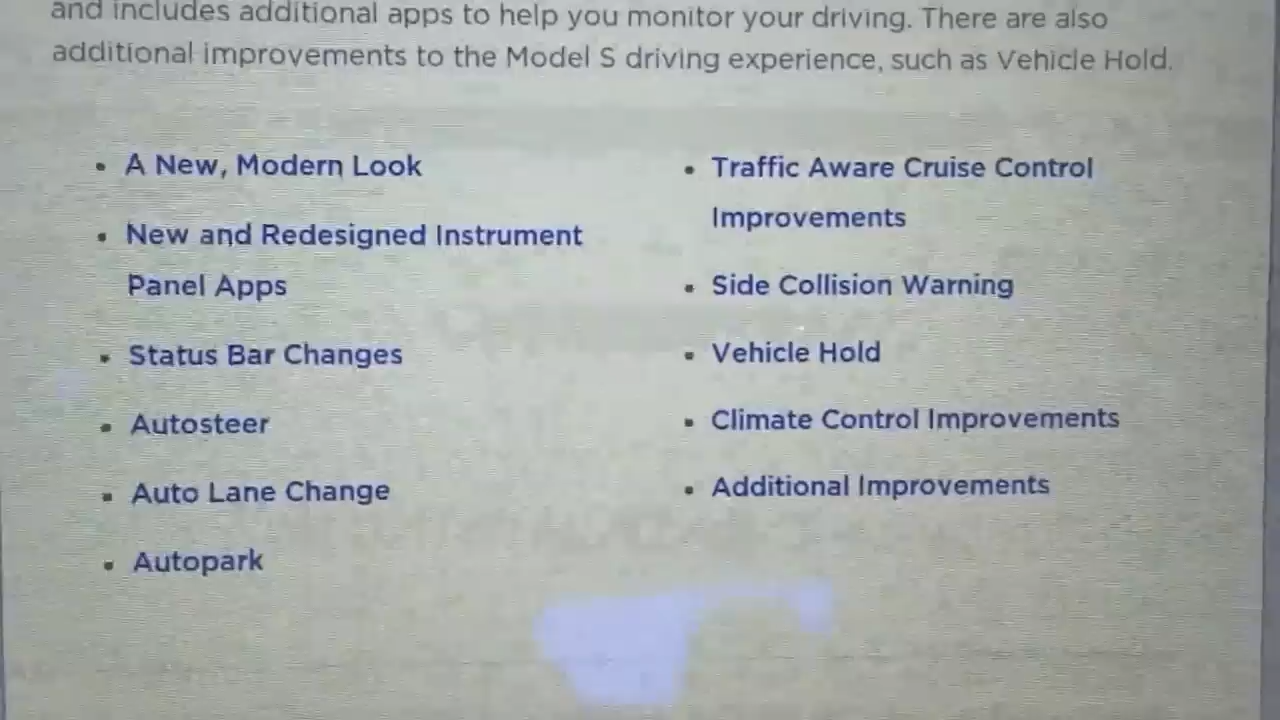 and includes additional apps to help you monitor your driving. There are also
additional improvements to the Model S driving experience, such as Vehicle Hold.
A New, Modern Look
New and Redesigned Instrument
Panel Apps
Status Bar Changes
Autosteer
Auto Lane Change
Autopark
Traffic Aware Cruise Control
Improvements
Side Collision Warning
Vehicle Hold
Climate Control Improvements
Additional Improvements